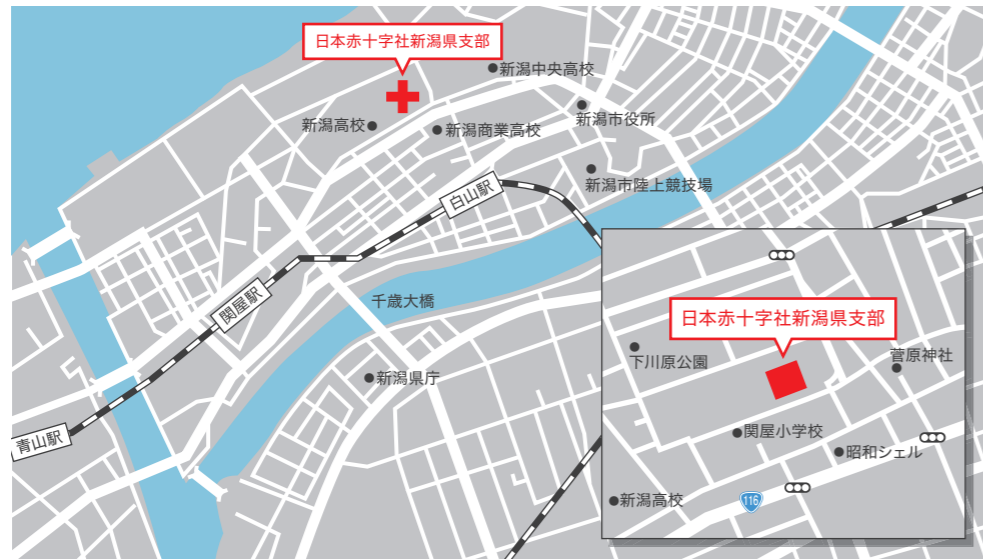 日本赤十字社新潟県支部
新潟中央高校
新潟市役所
新潟高校
新潟商業高校
新潟市陸上競技場
白山駅
関屋駅
千歳大橋
新潟県庁
青山駅
日本赤十字社新潟県支部
下川原公園
菅原神社
関屋小学校
昭和シェル
新潟高校
116